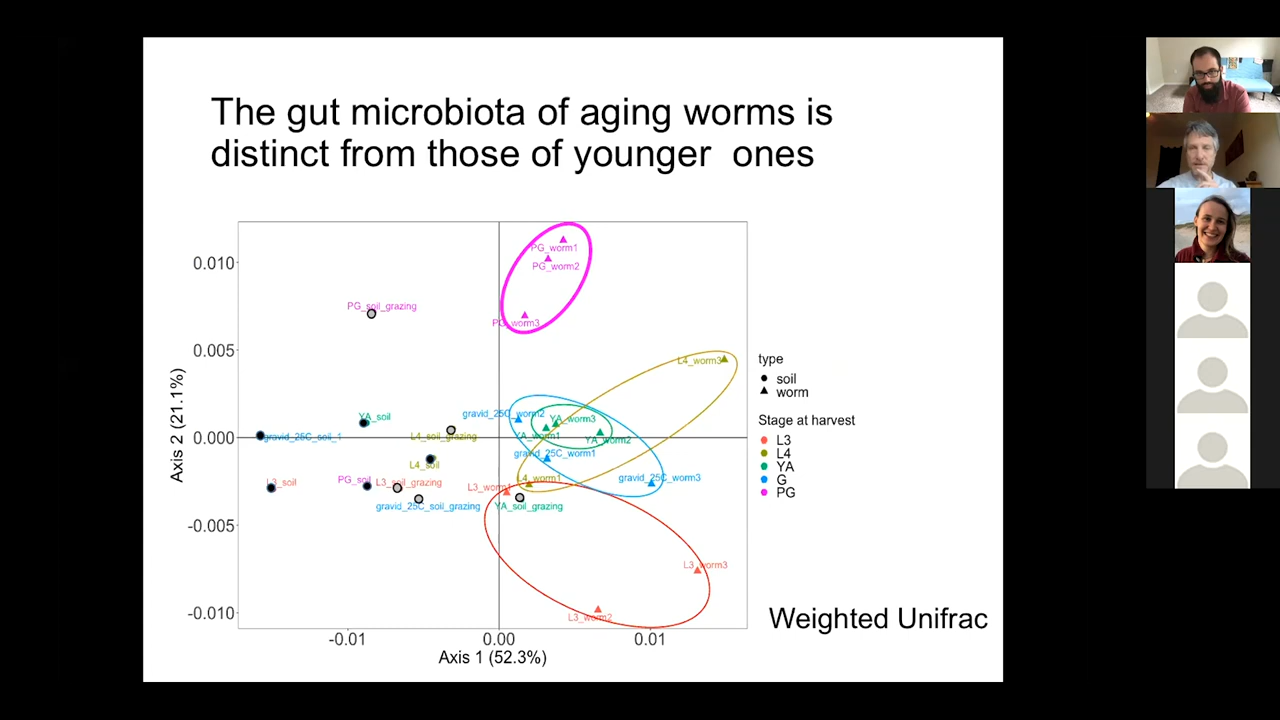 The gut microbiota of aging worms is
distinct from those of younger  ones
PG_worm1
PG_worm2
PG_worm3
PG_soil_grazing
L4_worm3
YA_soil
gravid_25C_worm2
YA_worm3
gravid_25C_soil_1
L4_soil_grazing
YA_worm1
YA_worm2
gravid_25C_worm1
L4_soil
L3_soil
PG_soil
L3_soil_grazing
L3_worm1
L4_worm1
gravid_25C_worm3
gravid_25C_soil_grazing
YA_soil_grazing
L3_worm3
L3_worm2
0.010
0.005
0.000
-0.005
-0.010
Axis 2 (21.1%)
-0.01
0.00
0.01
Axis 1 (52.3%)
type
soil
worm
Stage at harvest
L3
L4
YA
G
PG
Weighted Unifrac